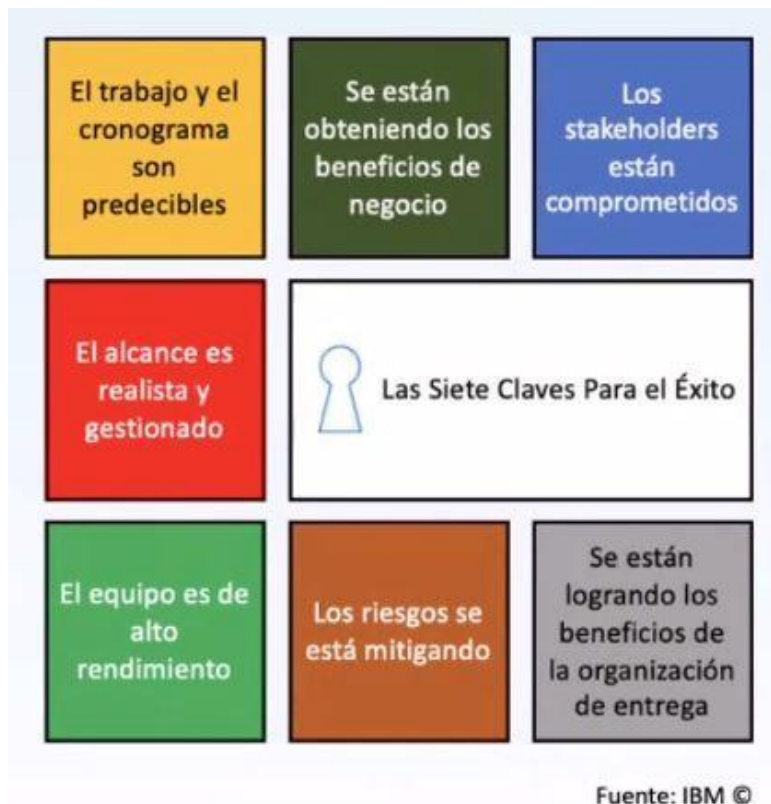 El trabajo y el
cronograma
son
predecibles
Se están
obteniendo los
beneficios de
negocio
Los
stakeholders
están
comprometidos
El alcance es
realista y
gestionado
Las Siete Claves Para el Éxito
El equipo es de
alto
rendimiento
Los riesgos se
está mitigando
Se están
logrando los
beneficios de
la organización
de entrega
Fuente: IBM ©